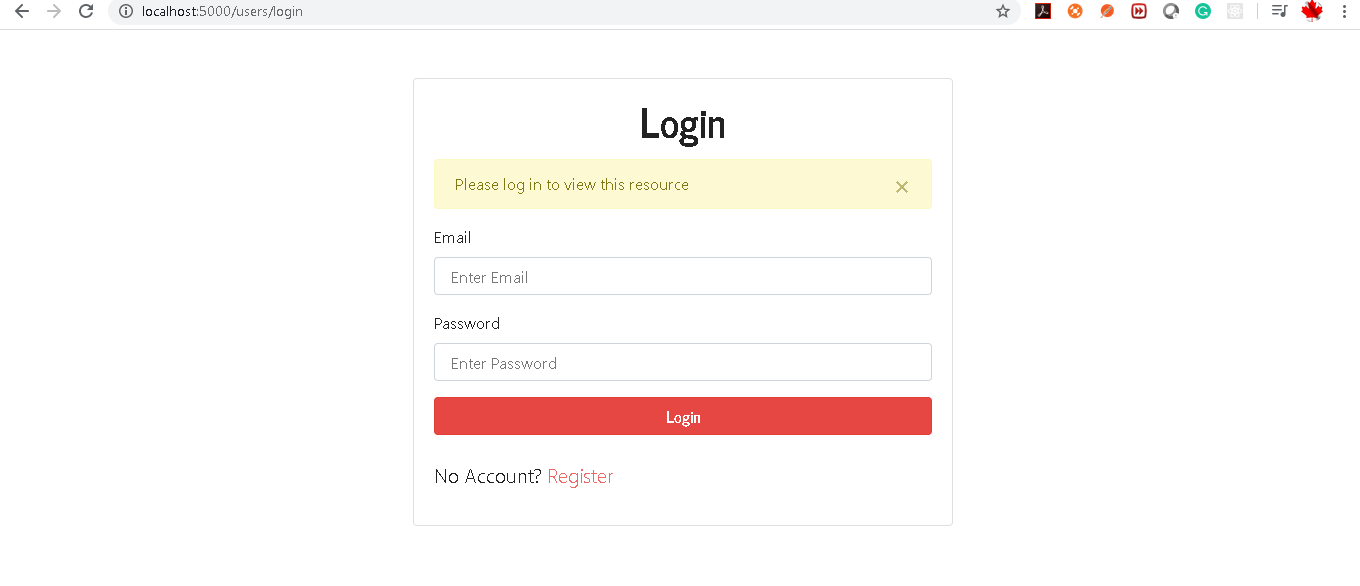 localhost:5000/users/login
Login
Please log in to view this resource
×
Email
Enter Email
Password
Enter Password
Login
No Account? Register